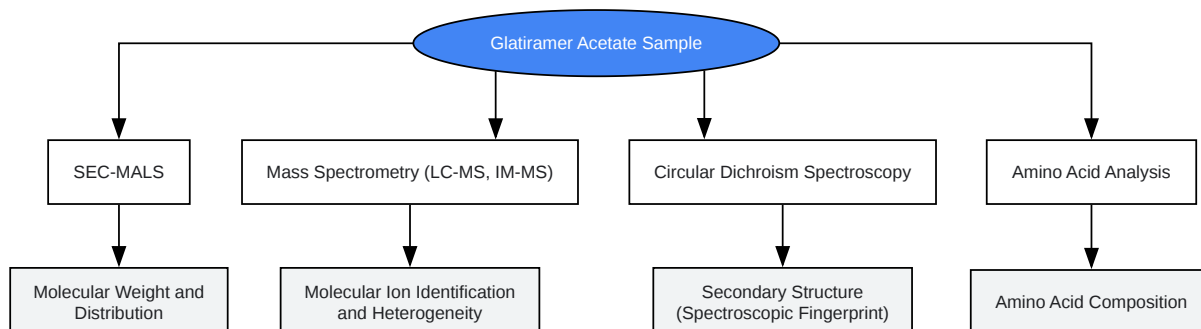 Glatiramer Acetate Sample
SEC-MALS
Mass Spectrometry (LC-MS, IM-MS)
Circular Dichroism Spectroscopy
Amino Acid Analysis
Molecular Weight and
Distribution
Molecular Ion Identification
and Heterogeneity
Secondary Structure
(Spectroscopic Fingerprint)
Amino Acid Composition